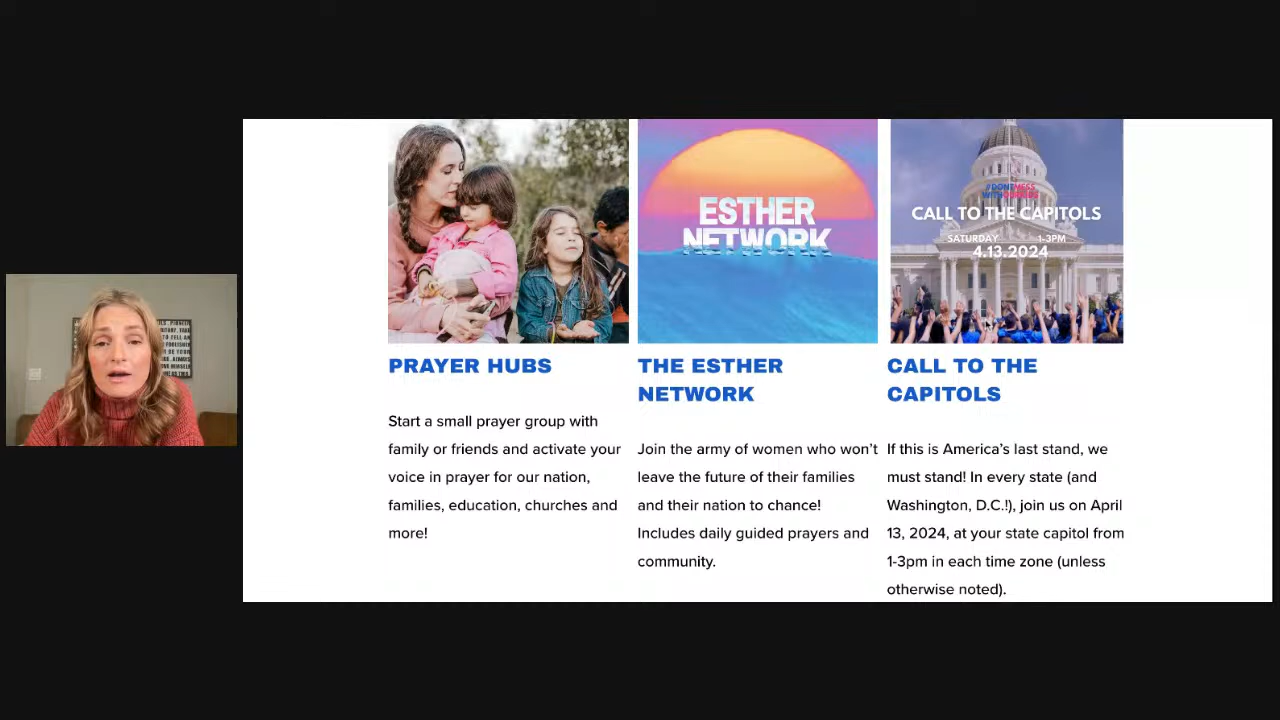 ESTHER
NETWORK
#DONTMESS
WITHOURKIDS
CALL TO THE CAPITOLS
SATURDAY 1-3PM
4.13.2024
PRAYER HUBS
Start a small prayer group with
family or friends and activate your
voice in prayer for our nation,
families, education, churches and
more!
THE ESTHER
NETWORK
Join the army of women who won't
leave the future of their families
and their nation to chance!
Includes daily guided prayers and
community.
CALL TO THE
CAPITOLS
If this is America's last stand, we
must stand! In every state (and
Washington, D.C.!), join us on April
13, 2024, at your state capitol from
1-3pm in each time zone (unless
otherwise noted).